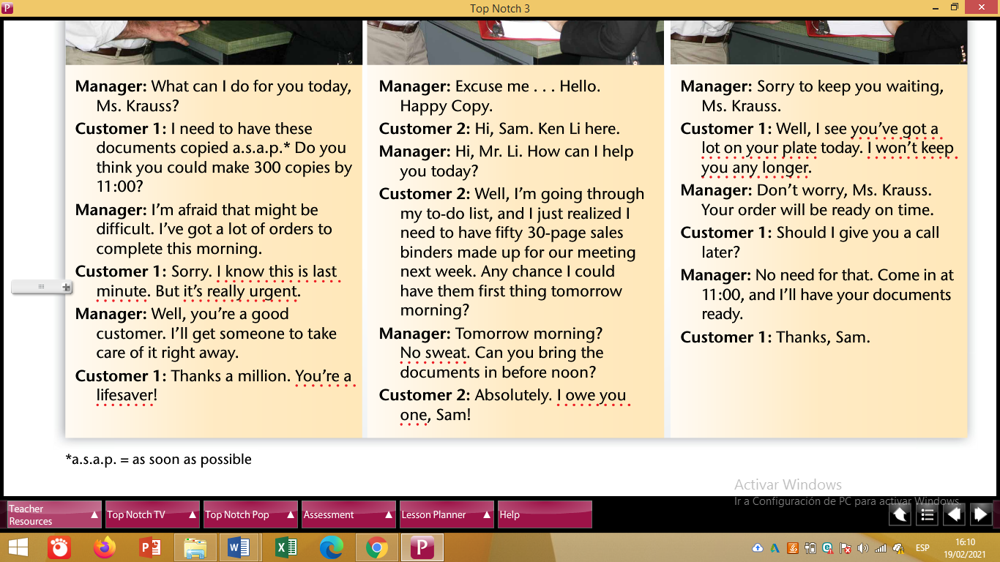 Top Notch 3
Manager: What can I do for you today,
Ms. Krauss?
Customer 1: I need to have these
documents copied a.s.a.p.* Do you
think you could make 300 copies by
11:00?
Manager: I'm afraid that might be
difficult. I've got a lot of orders to
complete this morning.
Customer 1: Sorry. I know this is last
minute. But it's really urgent.
Manager: Well, you're a good
customer. I'll get someone to take
care of it right away.
Customer 1: Thanks a million. You're a
lifesaver!
Manager: Excuse me . . . Hello.
Happy Copy.
Customer 2: Hi, Sam. Ken Li here.
Manager: Hi, Mr. Li. How can I help
you today?
Customer 2: Well, I'm going through
my to-do list, and I just realized I
need to have fifty 30-page sales
binders made up for our meeting
next week. Any chance I could
have them first thing tomorrow
morning?
Manager: Tomorrow morning?
No sweat. Can you bring the
documents in before noon?
Customer 2: Absolutely. I owe you
one, Sam!
Manager: Sorry to keep you waiting,
Ms. Krauss.
Customer 1: Well, I see you've got a
lot on your plate today. I won't keep
you any longer.
Manager: Don't worry, Ms. Krauss.
Your order will be ready on time.
Customer 1: Should I give you a call
later?
Manager: No need for that. Come in at
11:00, and I'll have your documents
ready.
Customer 1: Thanks, Sam.
*a.s.a.p. = as soon as possible
Activar Windows
Ir a Configuración de PC para activar Windows.
Teacher
Resources
Top Notch TV
Top Notch Pop
Assessment
Lesson Planner
Help
ESP
16:10
19/02/2021